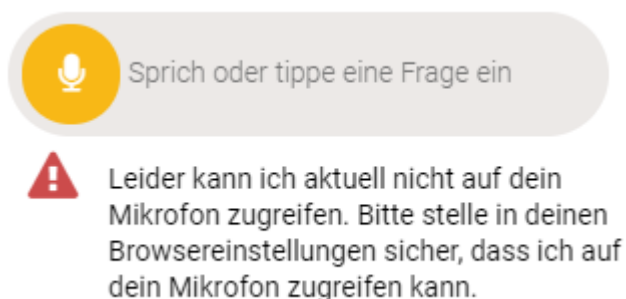 Sprich oder tippe eine Frage ein
Leider kann ich aktuell nicht auf dein
Mikrofon zugreifen. Bitte stelle in deinen
Browsereinstellungen sicher, dass ich auf
dein Mikrofon zugreifen kann.